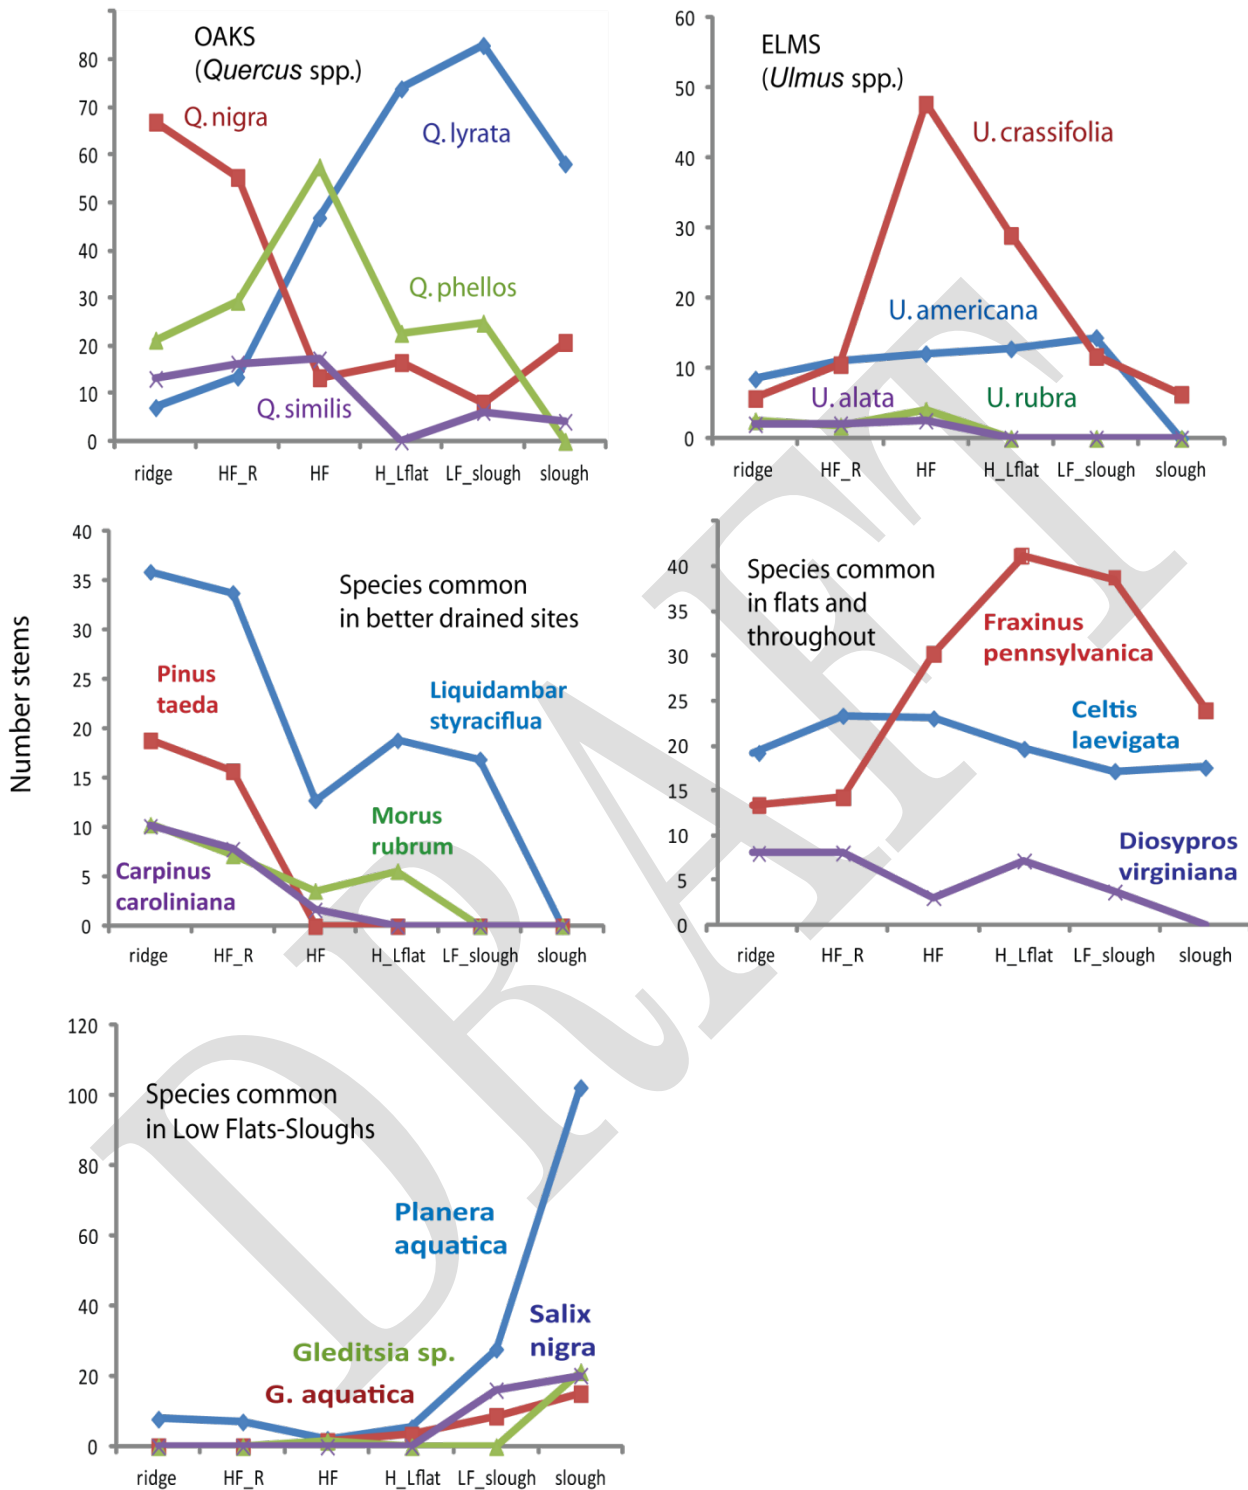 OAKS
(Quercus spp.)
80
70
60
50
40
30
20
10
0
Q. nigra
Q. lyrata
Q. phellos
Q. similis
ridge HF_R HF H_Lflat LF_slough slough
ELMS
(Ulmus spp.)
60
50
40
30
20
10
0
U. crassifolia
U. americana
U. alata
U. rubra
ridge HF_R HF H_Lflat LF_slough slough
Number stems
40
35
30
25
20
15
10
5
0
Species common
in better drained sites
Pinus
taeda
Liquidambar
styraciflua
Morus
rubrum
Carpinus
caroliniana
ridge HF_R HF H_Lflat LF_slough slough
40
35
30
25
20
15
10
5
0
Species common
in flats and
throughout
Fraxinus
pennsylvanica
Celtis
laevigata
Diosypros
virginiana
ridge HF_R HF H_Lflat LF_slough slough
120
100
80
60
40
20
0
Species common
in Low Flats-Sloughs
Planera
aquatica
Salix
nigra
Gleditsia sp.
G. aquatica
ridge HF_R HF H_Lflat LF_slough slough
DRAFT